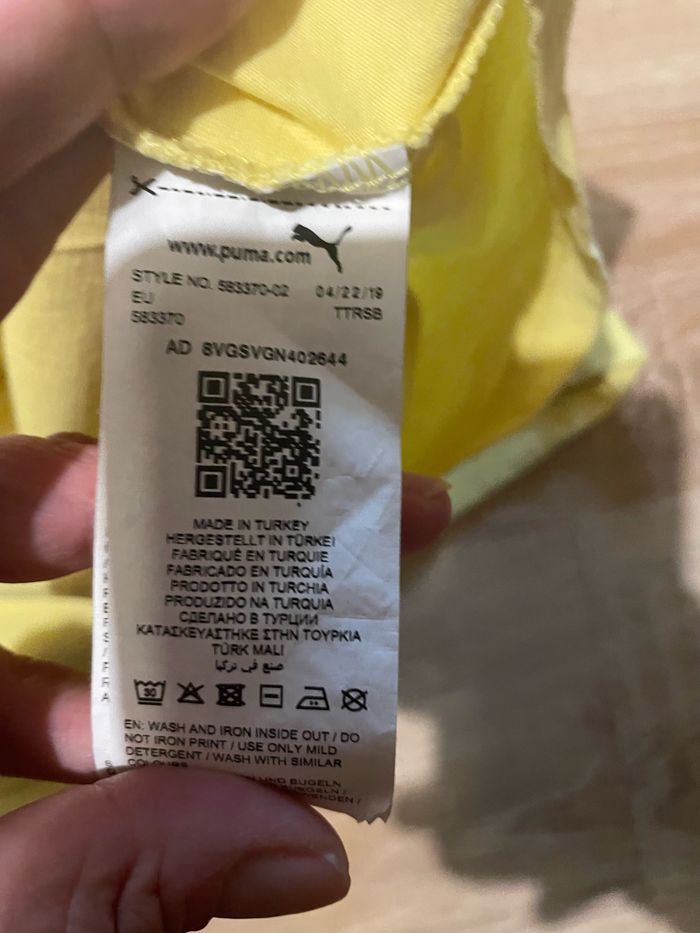 www.puma.com
STYLE NO. 583370-02 04/22/19
EU TTRSB
583370
AD 8VGSVGN402644
MADE IN TURKEY
HERGESTELLT IN TÜRKEI
FABRIQUÉ EN TURQUIE
FABRICADO EN TURQUÍA
PRODOTTO IN TURCHIA
PRODUZIDO NA TURQUIA
СДЕЛАНО В ТУРЦИИ
ΚΑΤΑΣΚΕΥΑΣΤΗΚΕ ΣΤΗΝ ΤΟΥΡΚΙΑ
TÜRK MALI
صنع في تركيا
30
EN: WASH AND IRON INSIDE OUT / DO
NOT IRON PRINT / USE ONLY MILD
DETERGENT / WASH WITH SIMILAR
COLOURS
UND BÜGELN